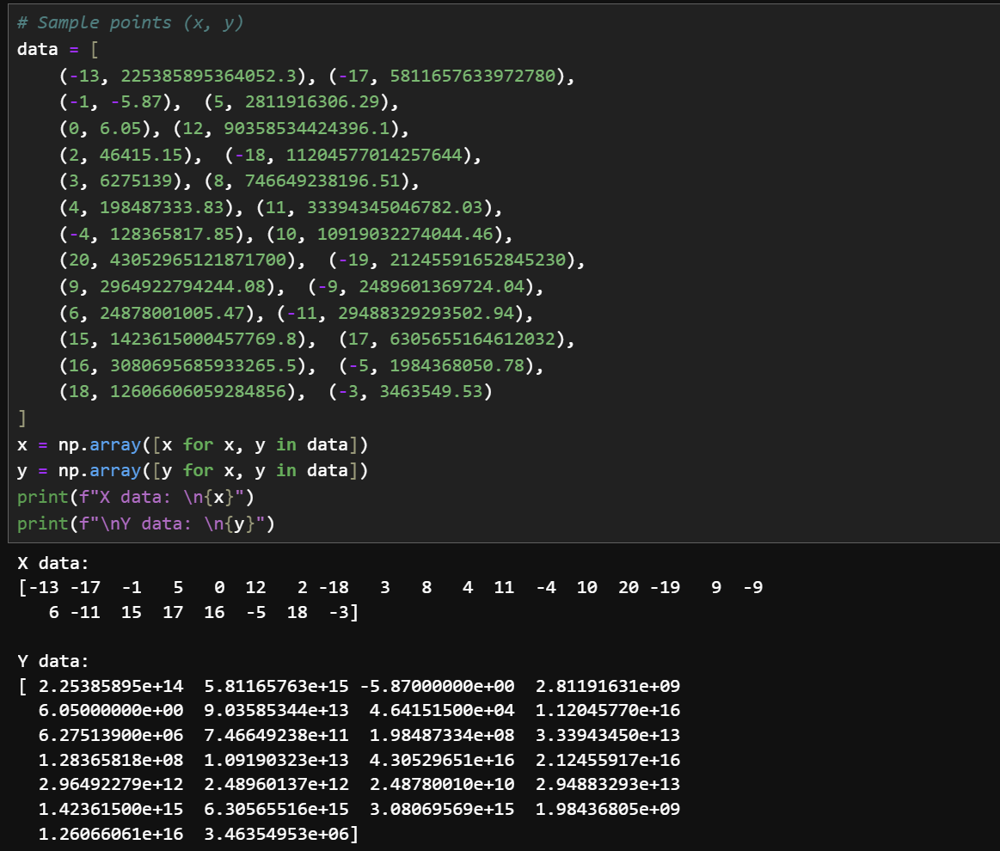 # Sample points (x, y)
data = [
    (-13, 225385895364052.3), (-17, 5811657633972780),
    (-1, -5.87),  (5, 2811916306.29),
    (0, 6.05), (12, 90358534424396.1),
    (2, 46415.15),  (-18, 11204577014257644),
    (3, 6275139), (8, 746649238196.51),
    (4, 198487333.83), (11, 33394345046782.03),
    (-4, 128365817.85), (10, 10919032274044.46),
    (20, 43052965121871700),  (-19, 21245591652845230),
    (9, 2964922794244.08),  (-9, 2489601369724.04),
    (6, 24878001005.47), (-11, 29488329293502.94),
    (15, 1423615000457769.8),  (17, 6305655164612032),
    (16, 3080695685933265.5),  (-5, 1984368050.78),
    (18, 12606606059284856),  (-3, 3463549.53)
]
x = np.array([x for x, y in data])
y = np.array([y for x, y in data])
print(f"X data: \n{x}")
print(f"\nY data: \n{y}")
X data:
[-13 -17  -1   5   0  12   2 -18   3   8   4  11  -4  10  20 -19   9  -9
   6 -11  15  17  16  -5  18  -3]
Y data:
[ 2.25385895e+14  5.81165763e+15 -5.87000000e+00  2.81191631e+09
  6.05000000e+00  9.03585344e+13  4.64151500e+04  1.12045770e+16
  6.27513900e+06  7.46649238e+11  1.98487334e+08  3.33943450e+13
  1.28365818e+08  1.09190323e+13  4.30529651e+16  2.12455917e+16
  2.96492279e+12  2.48960137e+12  2.48780010e+10  2.94883293e+13
  1.42361500e+15  6.30565516e+15  3.08069569e+15  1.98436805e+09
  1.26066061e+16  3.46354953e+06]